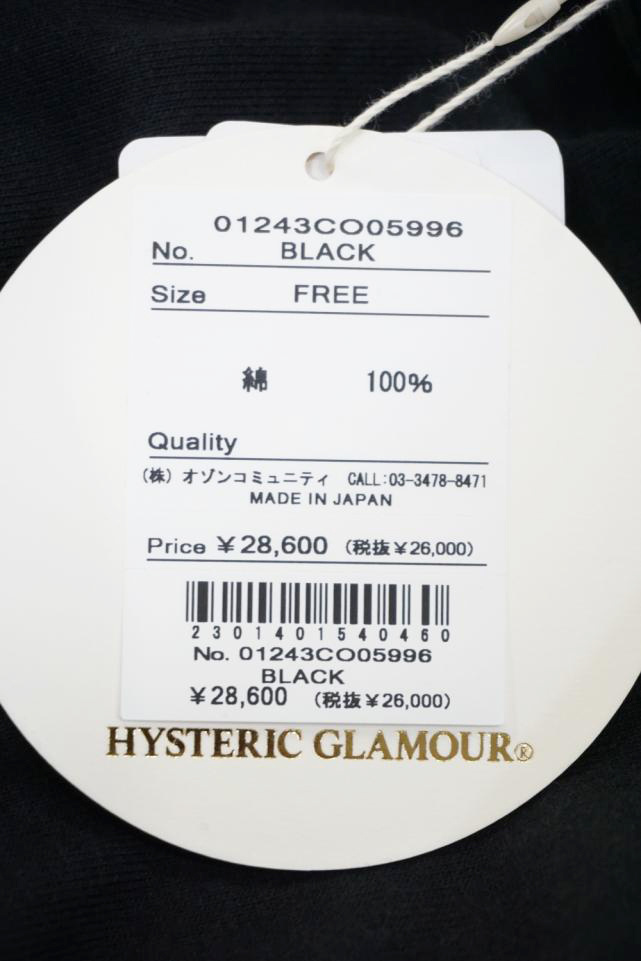 01243CO05996
No. BLACK
Size FREE
綿 100%
Quality
(株) オゾンコミュニティ CALL:03-3478-8471
MADE IN JAPAN
Price ¥28,600 (税抜¥26,000)
2301401540460
No. 01243CO05996
BLACK
¥28,600 (税抜¥26,000)
HYSTERIC GLAMOUR®